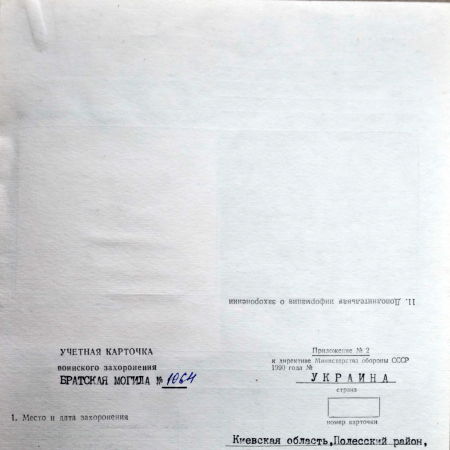 11. Дополнительная информация о захоронении
УЧЕТНАЯ КАРТОЧКА
воинского захоронения
БРАТСКАЯ МОГИЛА № 1064
Приложение № 2
к директиве Министерства обороны СССР
1990 года №
УКРАИНА
страна
номер карточки
1. Место и дата захоронения
Киевская область, Полесский район,